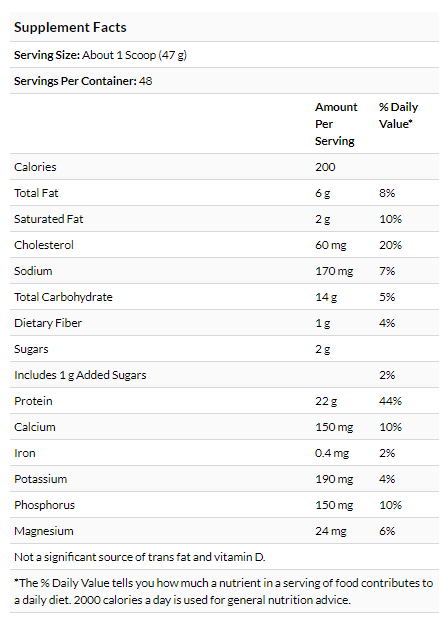 Supplement Facts
Serving Size: About 1 Scoop (47 g)
Servings Per Container: 48
Amount Per Serving % Daily Value*
Calories 200
Total Fat 6 g 8%
Saturated Fat 2 g 10%
Cholesterol 60 mg 20%
Sodium 170 mg 7%
Total Carbohydrate 14 g 5%
Dietary Fiber 1 g 4%
Sugars 2 g
Includes 1 g Added Sugars 2%
Protein 22 g 44%
Calcium 150 mg 10%
Iron 0.4 mg 2%
Potassium 190 mg 4%
Phosphorus 150 mg 10%
Magnesium 24 mg 6%
Not a significant source of trans fat and vitamin D.
*The % Daily Value tells you how much a nutrient in a serving of food contributes to
a daily diet. 2000 calories a day is used for general nutrition advice.